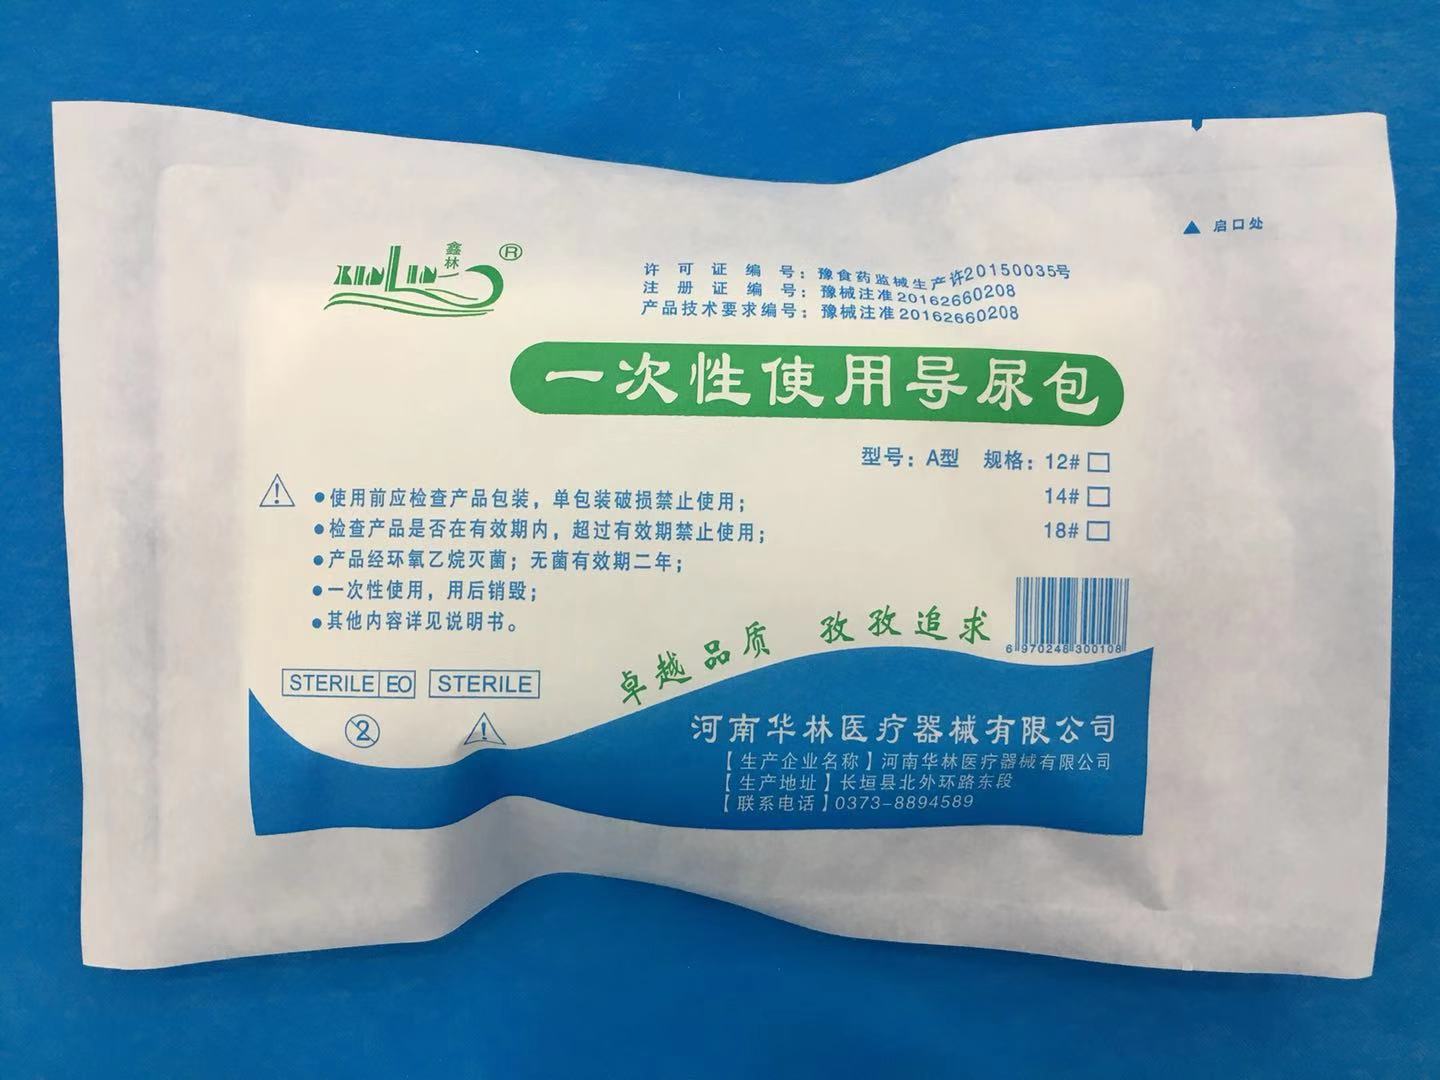 ▲ 启口处
XINLIN 鑫林 ®
许可证编号：豫食药监械生产许20150035号
注册证编号：豫械注准20162660208
产品技术要求编号：豫械注准20162660208
一次性使用导尿包
型号：A型 规格：12#□
14#□
18#□
●使用前应检查产品包装，单包装破损禁止使用；
●检查产品是否在有效期内，超过有效期禁止使用；
●产品经环氧乙烷灭菌；无菌有效期二年；
●一次性使用，用后销毁；
●其他内容详见说明书。
卓越品质 孜孜追求
6 970248 300108
STERILE EO STERILE
2 !
河南华林医疗器械有限公司
【生产企业名称】河南华林医疗器械有限公司
【生产地址】长垣县北外环路东段
【联系电话】0373-8894589